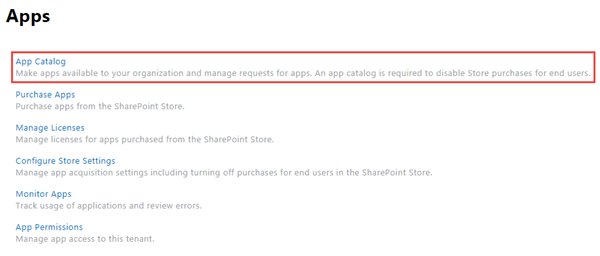 Apps
App Catalog
Make apps available to your organization and manage requests for apps. An app catalog is required to disable Store purchases for end users.
Purchase Apps
Purchase apps from the SharePoint Store.
Manage Licenses
Manage licenses for apps purchased from the SharePoint Store.
Configure Store Settings
Manage app acquisition settings including turning off purchases for end users in the SharePoint Store.
Monitor Apps
Track usage of applications and review errors.
App Permissions
Manage app access to this tenant.